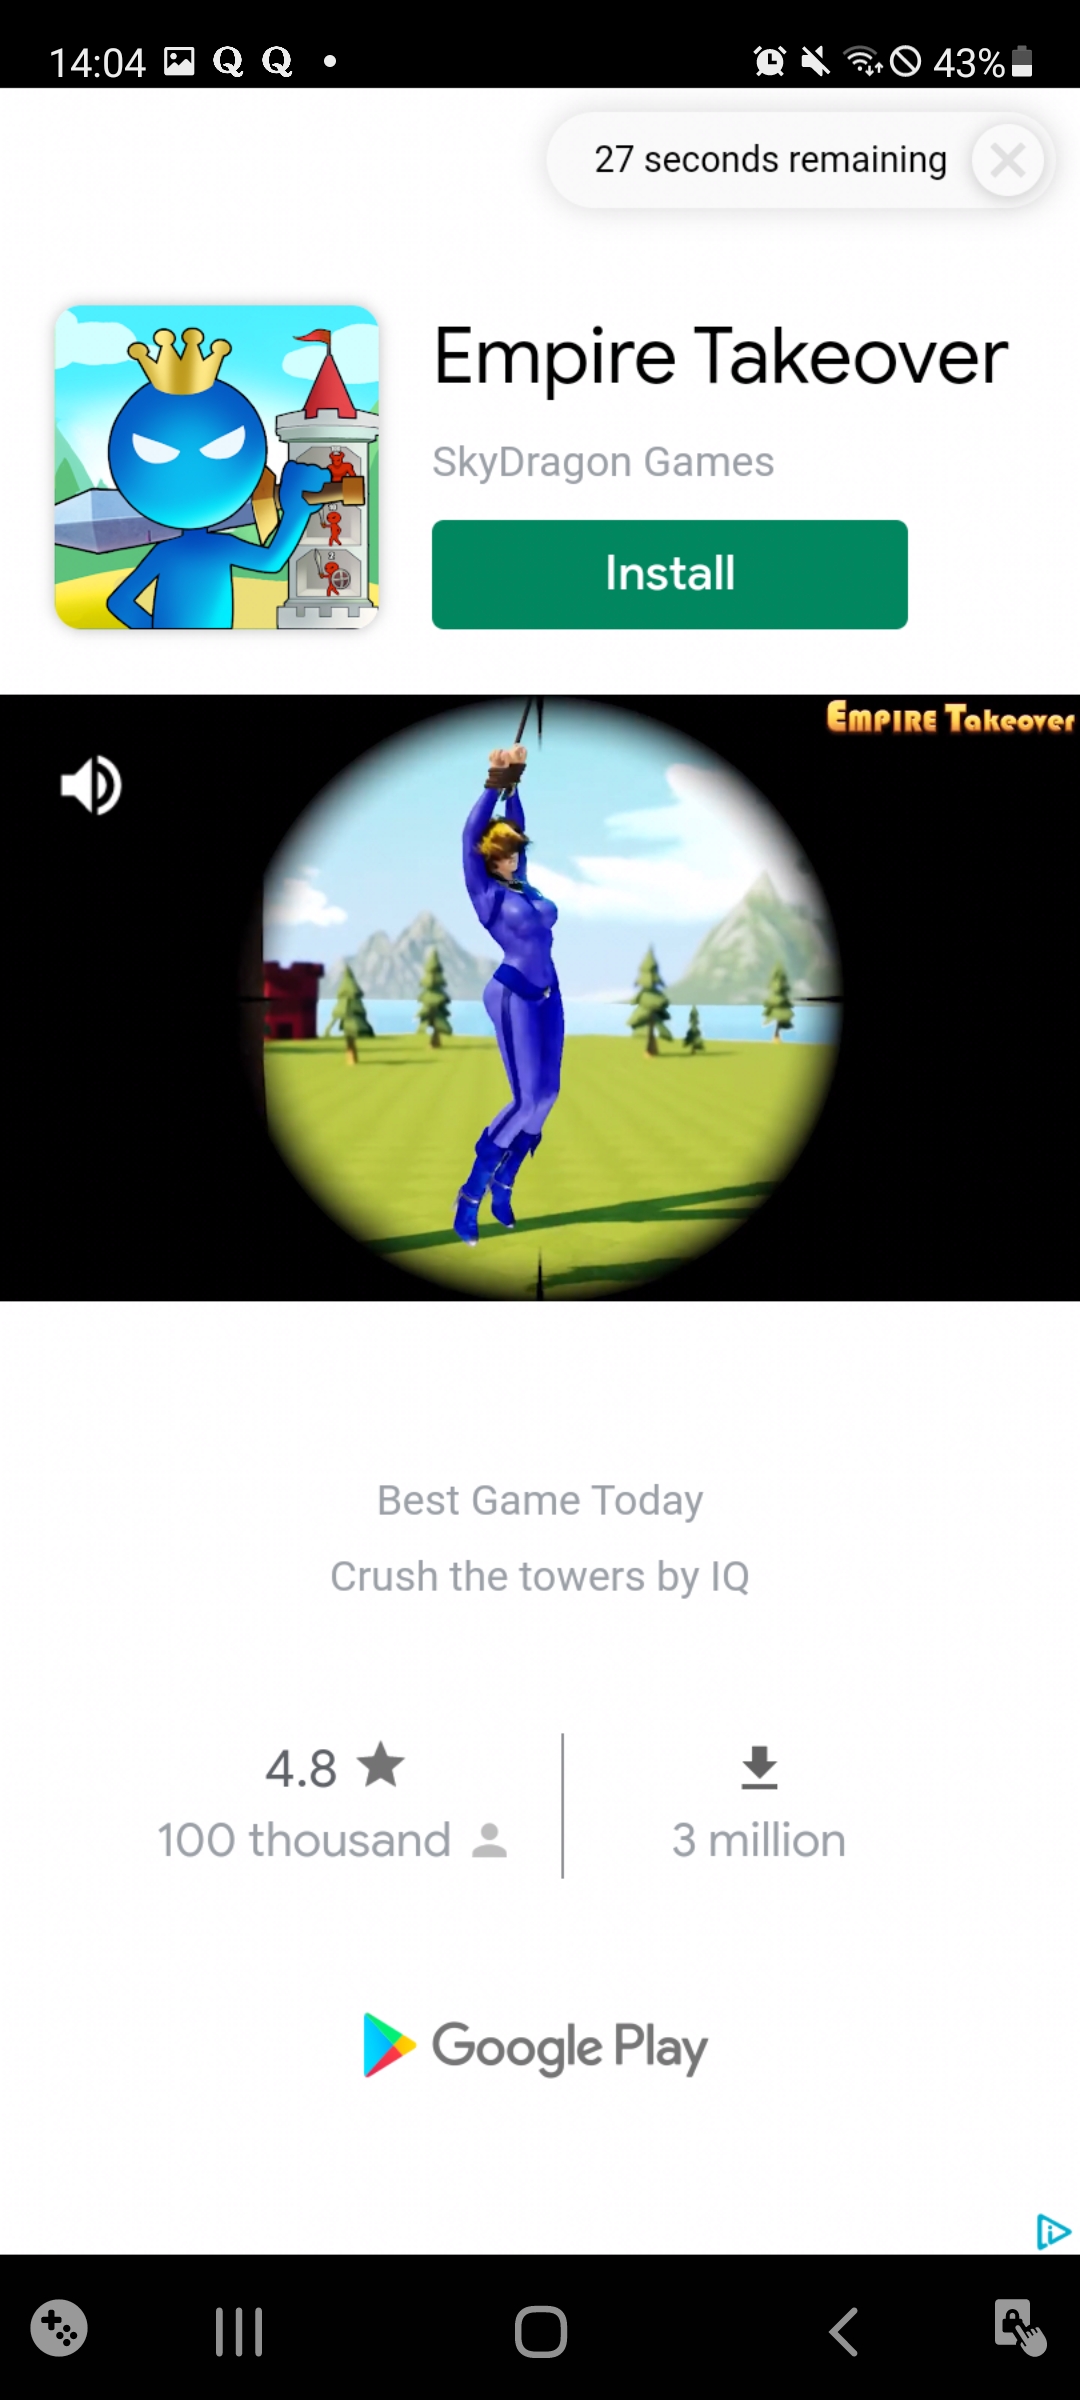 14:04 Q Q 43%
27 seconds remaining
Empire Takeover
SkyDragon Games
Install
EMPIRE Takeover
Best Game Today
Crush the towers by IQ
4.8
100 thousand
3 million
Google Play